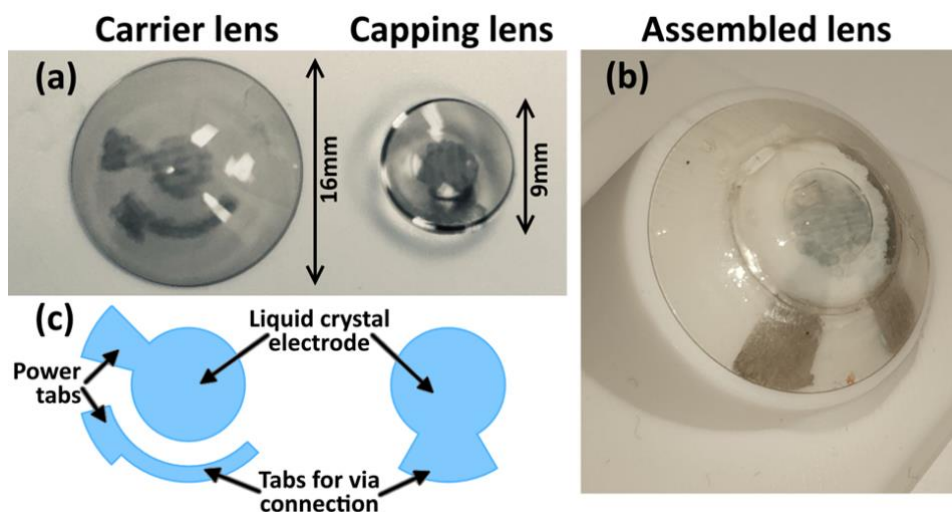 Carrier lens
Capping lens
Assembled lens
(a)
16mm
9mm
(b)
(c)
Liquid crystal
electrode
Power
tabs
Tabs for via
connection